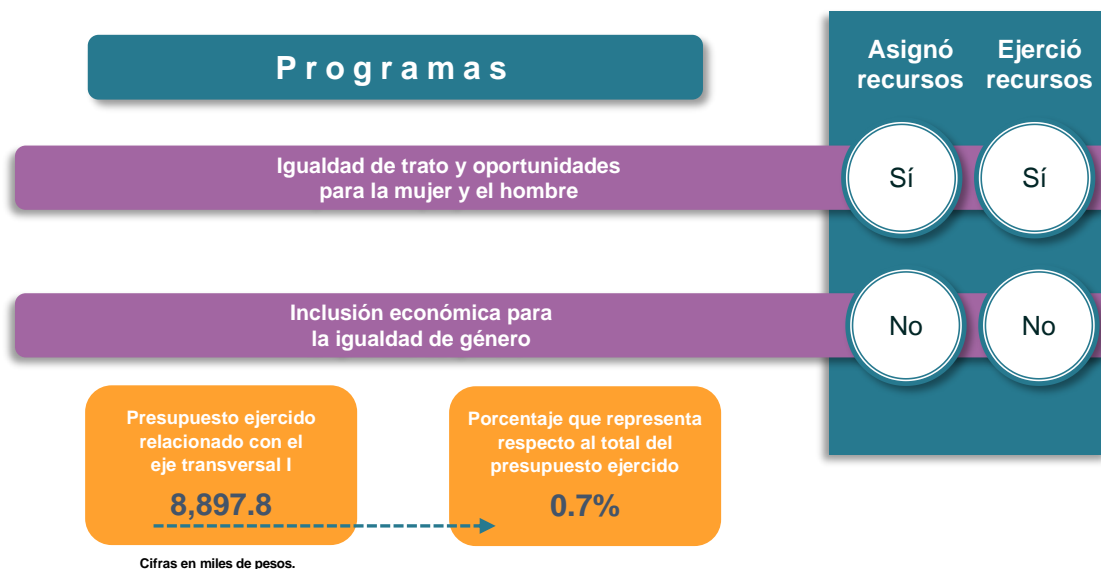 Programas
Asignó
recursos
Ejerció
recursos
Igualdad de trato y oportunidades
para la mujer y el hombre
Sí
Sí
Inclusión económica para
la igualdad de género
No
No
Presupuesto ejercido
relacionado con el
eje transversal I
8,897.8
Porcentaje que representa
respecto al total del
presupuesto ejercido
0.7%
Cifras en miles de pesos.